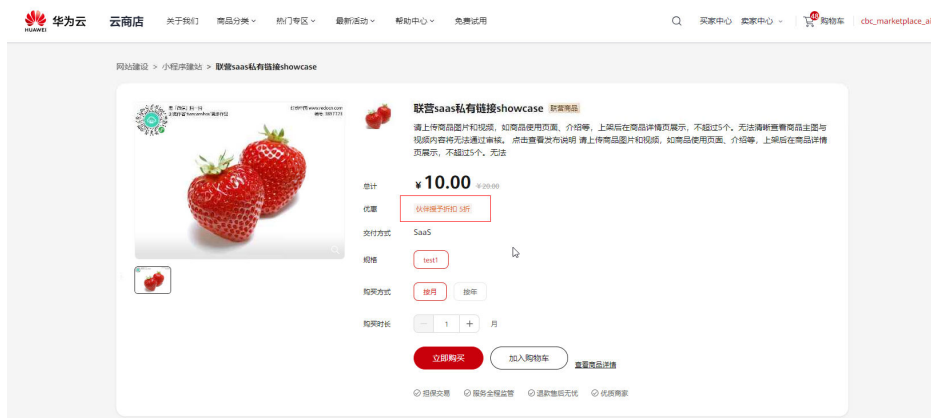 HUAWEI 华为云 云商店 关于我们 商品分类 热门专区 最新活动 帮助中心 免费试用 买家中心 卖家中心 48 购物车 cbc_marketplace_al
网站建设 > 小程序建站 > 联营saas私有链接showcase
联营saas私有链接showcase 联营商品
请上传商品图片和视频，如商品使用页面、介绍等，上架后在商品详情页展示，不超过5个。无法清晰查看商品主图与
视频内容将无法通过审核。 点击查看发布说明 请上传商品图片和视频，如商品使用页面、介绍等，上架后在商品详情
页展示，不超过5个。无法
总计 ¥ 10.00 ¥20.00
优惠 伙伴授予折扣 5折
交付方式 SaaS
规格 test1
购买方式 按月 按年
购买时长 － 1 + 月
立即购买 加入购物车 查看商品详情
担保交易 服务全程监管 退款售后无忧 优质商家